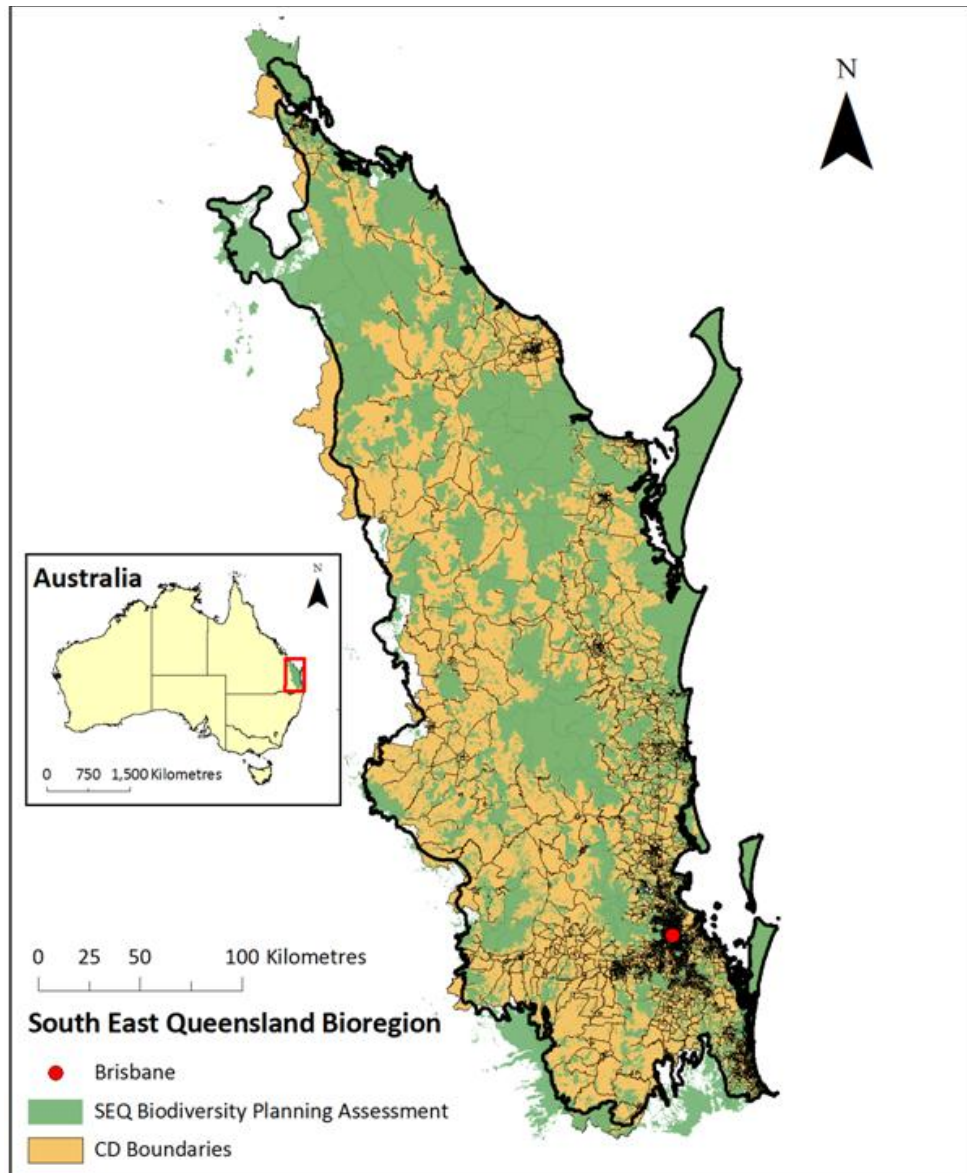 N
Australia
N
0 750 1,500 Kilometres
0 25 50 100 Kilometres
South East Queensland Bioregion
Brisbane
SEQ Biodiversity Planning Assessment
CD Boundaries